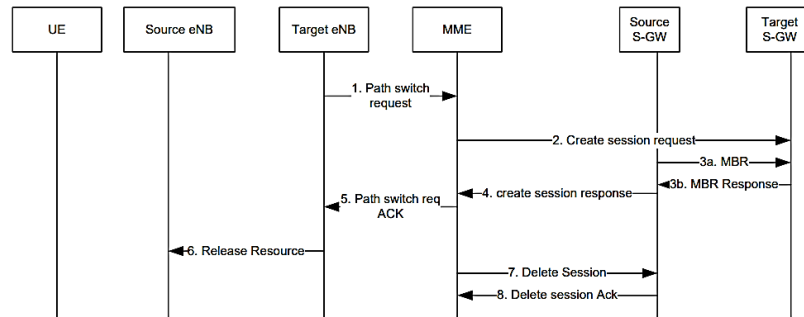 UE
Source eNB
Target eNB
MME
Source
S-GW
Target
S-GW
1. Path switch
request
2. Create session request
3a. MBR
3b. MBR Response
4. create session response
5. Path switch req
ACK
6. Release Resource
7. Delete Session
8. Delete session Ack